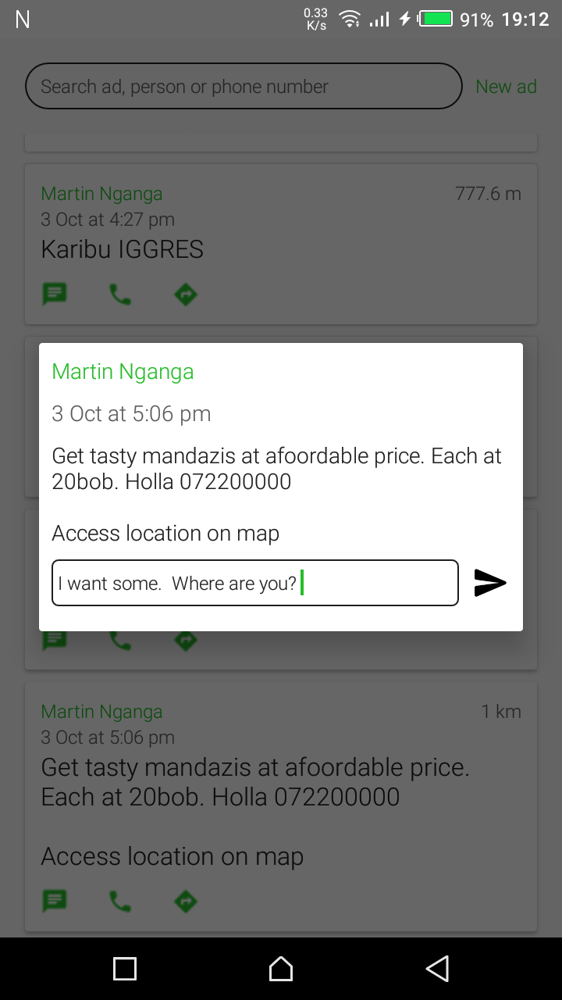 N 0.33 K/s 91% 19:12
Search ad, person or phone number New ad
Martin Nganga 777.6 m
3 Oct at 4:27 pm
Karibu IGGRES
Martin Nganga
3 Oct at 5:06 pm
Get tasty mandazis at afoordable price. Each at
20bob. Holla 072200000
Access location on map
I want some.  Where are you?
Martin Nganga 1 km
3 Oct at 5:06 pm
Get tasty mandazis at afoordable price.
Each at 20bob. Holla 072200000
Access location on map